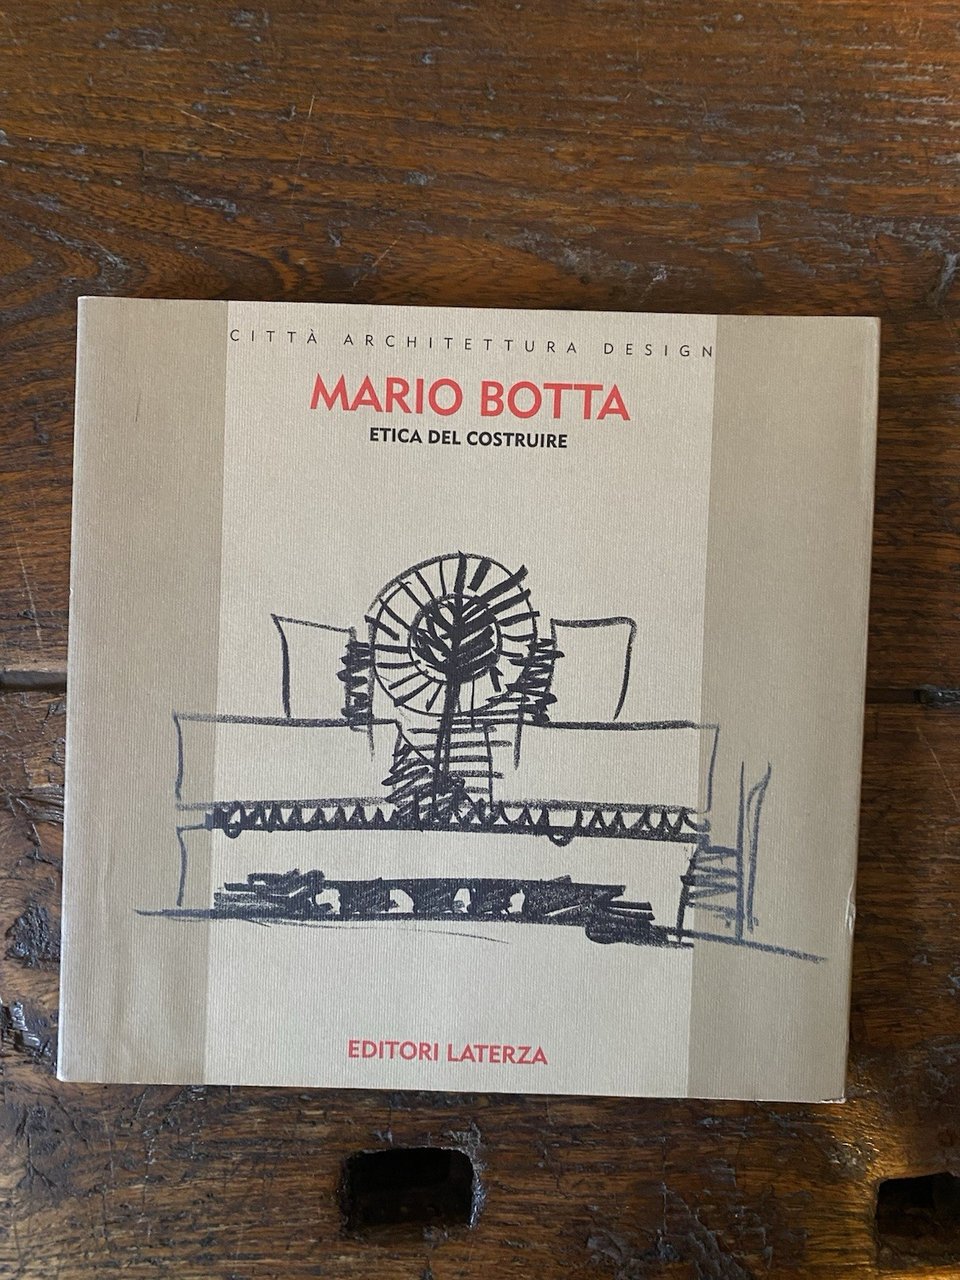 CITTÀ ARCHITETTURA DESIGN
MARIO BOTTA
ETICA DEL COSTRUIRE
EDITORI LATERZA